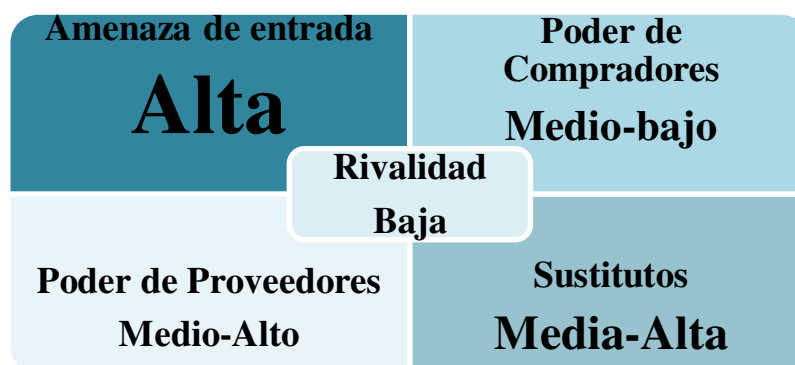 Amenaza de entrada
Alta
Poder de
Compradores
Medio-bajo
Rivalidad
Baja
Poder de Proveedores
Medio-Alto
Sustitutos
Media-Alta